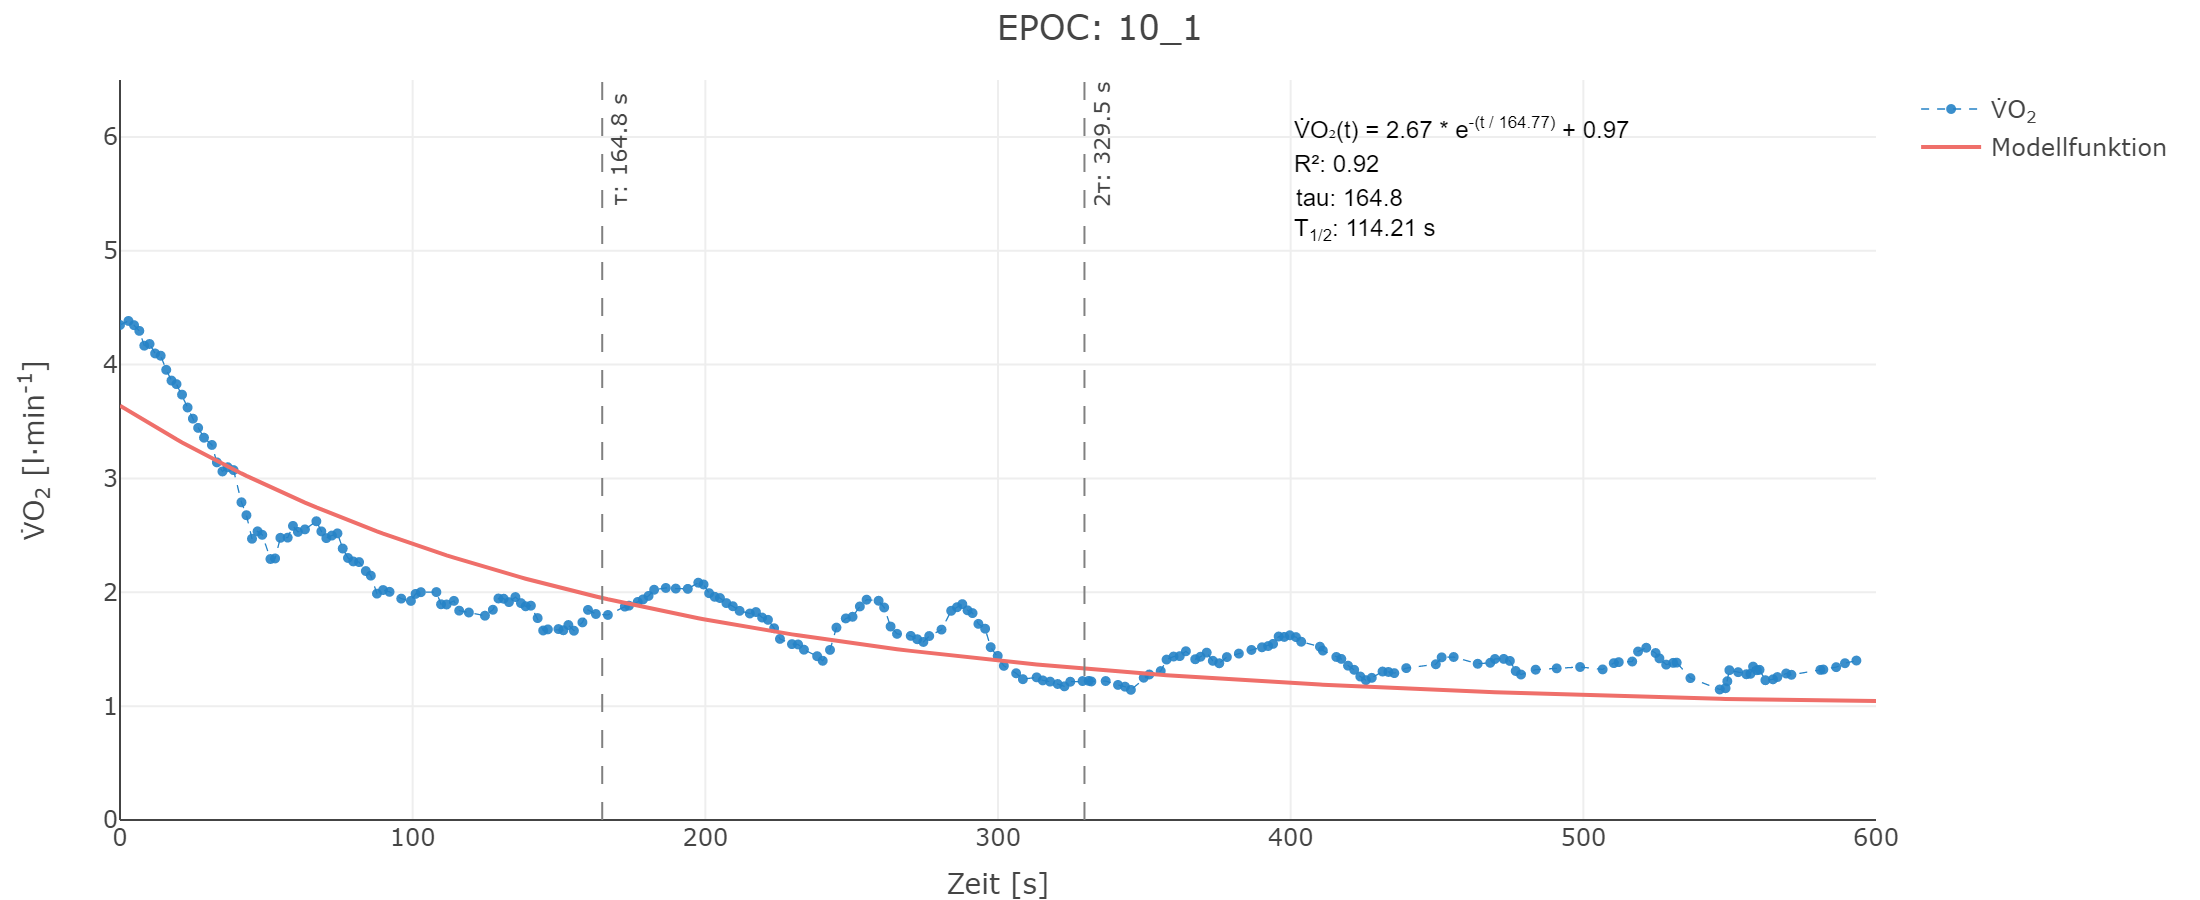 EPOC: 10_1
τ: 164.8 s
2τ: 329.5 s
V̇O₂(t) = 2.67 * e^-(t / 164.77) + 0.97
R²: 0.92
tau: 164.8
T1/2: 114.21 s
V̇O₂
Modellfunktion
V̇O₂ [l·min⁻¹]
6
5
4
3
2
1
0
0 100 200 300 400 500 600
Zeit [s]